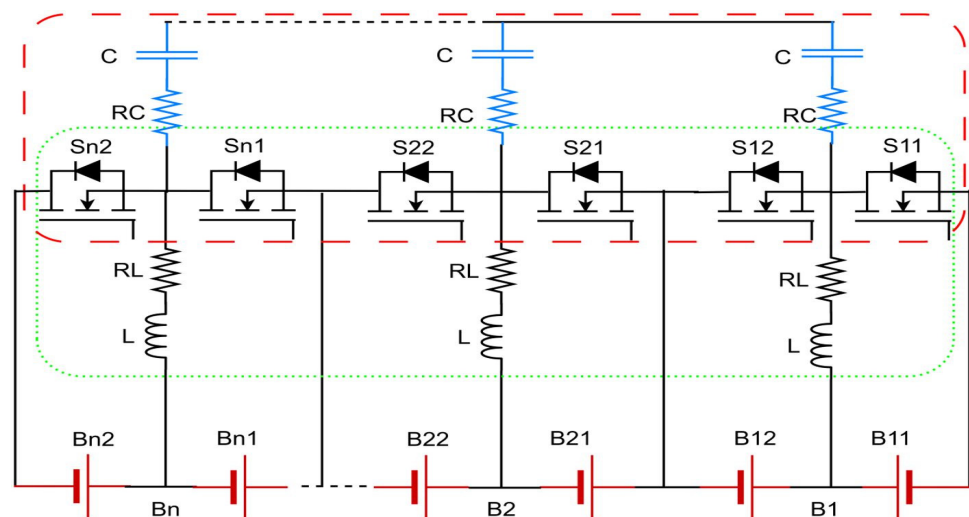 C C C
RC RC RC
Sn2 Sn1 S22 S21 S12 S11
RL RL RL
L L L
Bn2 Bn1 B22 B21 B12 B11
Bn B2 B1